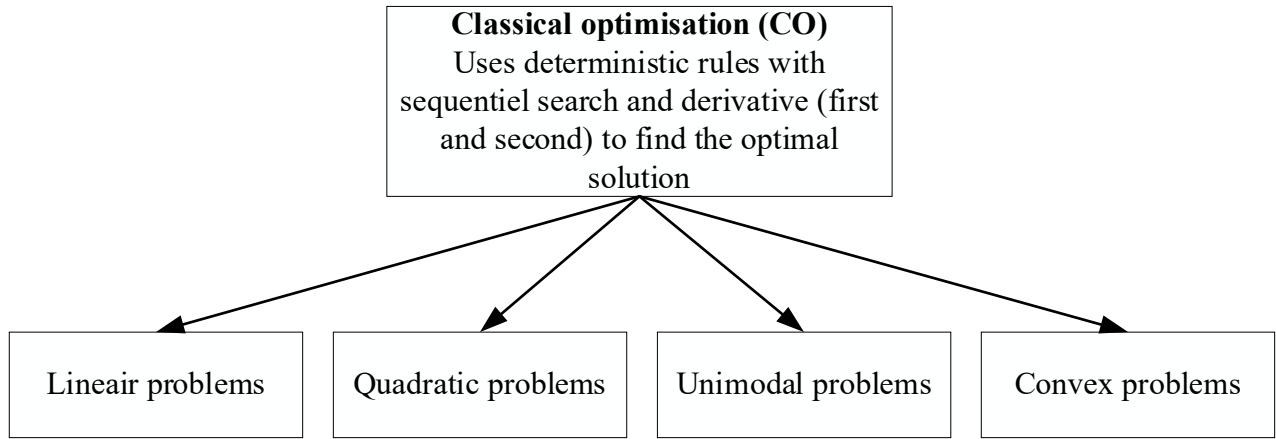 Classical optimisation (CO)
Uses deterministic rules with
sequentiel search and derivative (first
and second) to find the optimal
solution
Lineair problems
Quadratic problems
Unimodal problems
Convex problems